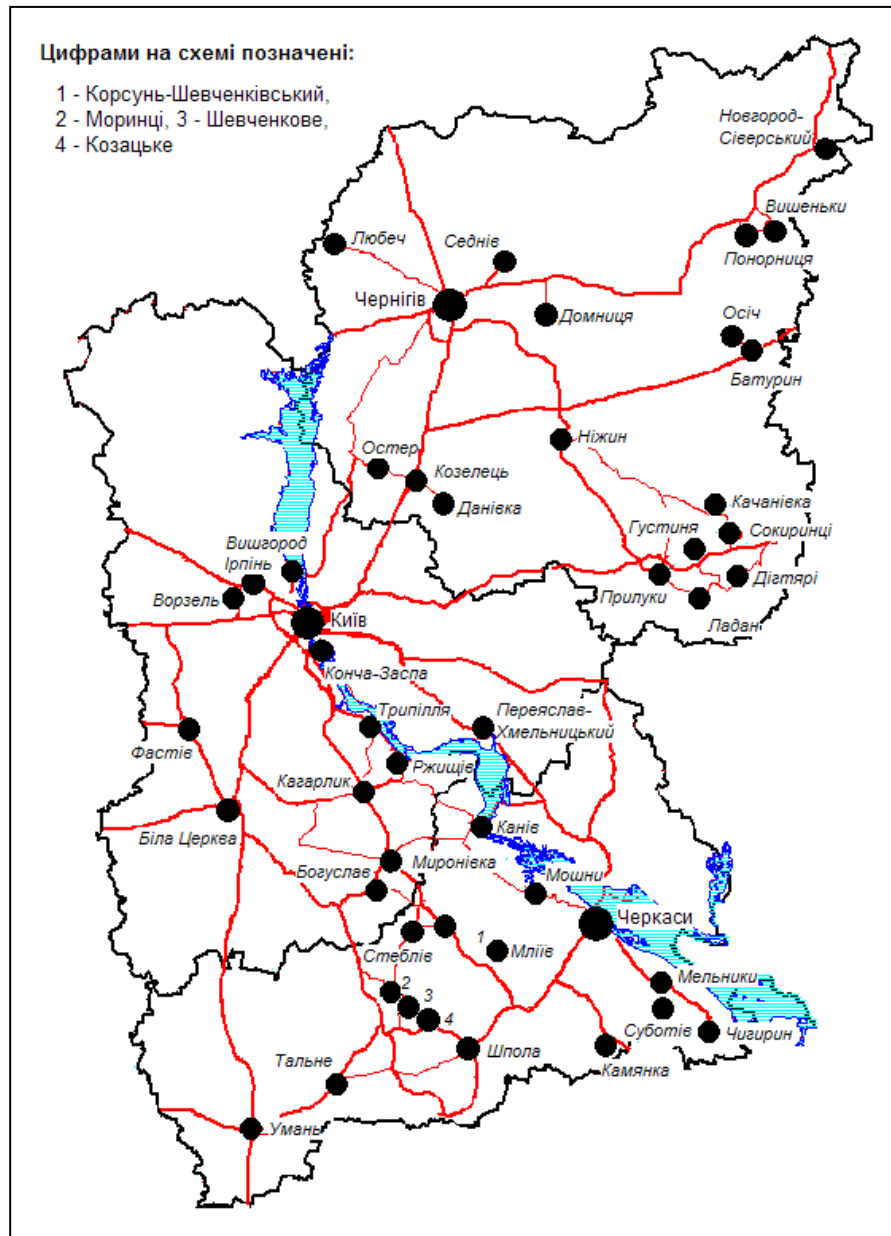 Цифрами на схемі позначені:
1 - Корсунь-Шевченківський,
2 - Моринці, 3 - Шевченкове,
4 - Козацьке
Новгород-
Сіверський
Вишеньки
Понорниця
Любеч
Седнів
Чернігів
Домниця
Осіч
Батурин
Ніжин
Остер
Козелець
Данівка
Качанівка
Густиня
Сокиринці
Вишгород
Ірпінь
Ворзель
Прилуки
Дігтярі
Ладан
Київ
Конча-Заспа
Трипілля
Переяслав-
Хмельницький
Фастів
Кагарлик
Ржищів
Біла Церква
Канів
Миронівка
Богуслав
Мошни
Черкаси
Стеблів
1
Мліїв
2
3
4
Мельники
Суботів
Чигирин
Шпола
Камянка
Тальне
Умань